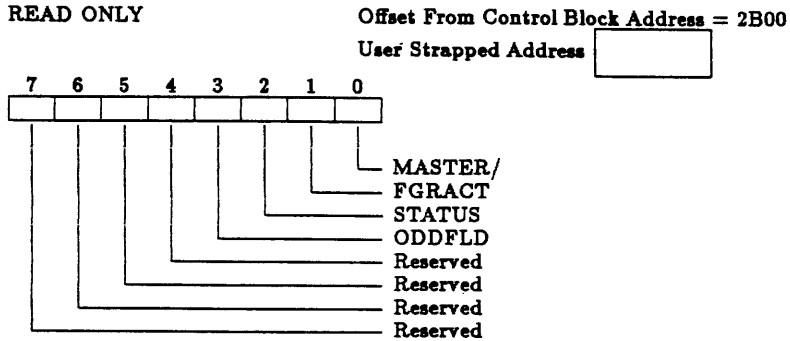 READ ONLY
Offset From Control Block Address = 2B00
User Strapped Address
7 6 5 4 3 2 1 0
MASTER/
FGRACT
STATUS
ODDFLD
Reserved
Reserved
Reserved
Reserved